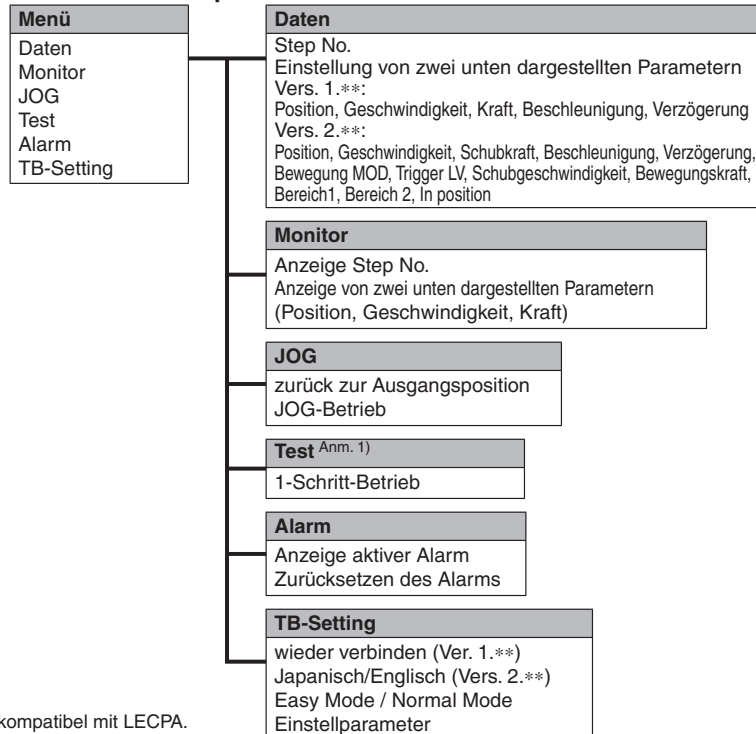 Menü
Daten
Monitor
JOG
Test
Alarm
TB-Setting
Daten
Step No.
Einstellung von zwei unten dargestellten Parametern
Vers. 1.**:
Position, Geschwindigkeit, Kraft, Beschleunigung, Verzögerung
Vers. 2.**:
Position, Geschwindigkeit, Schubkraft, Beschleunigung, Verzögerung,
Bewegung MOD, Trigger LV, Schubgeschwindigkeit, Bewegungskraft,
Bereich1, Bereich 2, In position
Monitor
Anzeige Step No.
Anzeige von zwei unten dargestellten Parametern
(Position, Geschwindigkeit, Kraft)
JOG
zurück zur Ausgangsposition
JOG-Betrieb
Test Anm. 1)
1-Schritt-Betrieb
Alarm
Anzeige aktiver Alarm
Zurücksetzen des Alarms
TB-Setting
wieder verbinden (Ver. 1.**)
Japanisch/Englisch (Vers. 2.**)
Easy Mode / Normal Mode
Einstellparameter
kompatibel mit LECPA.